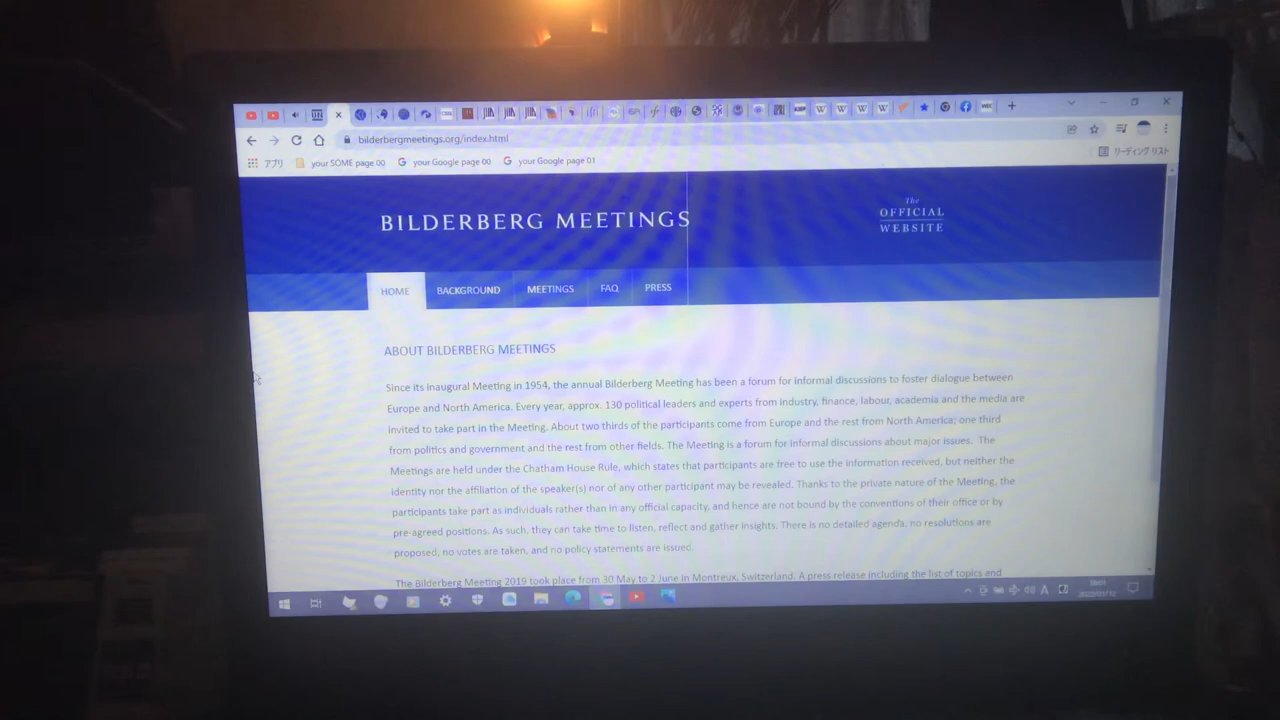 bilderbergmeetings.org/index.html
アプリ your SOME page 00 your Google page 00 your Google page 01
リーディング リスト
BILDERBERG MEETINGS
The
OFFICIAL
WEBSITE
HOME BACKGROUND MEETINGS FAQ PRESS
ABOUT BILDERBERG MEETINGS
Since its inaugural Meeting in 1954, the annual Bilderberg Meeting has been a forum for informal discussions to foster dialogue between
Europe and North America. Every year, approx. 130 political leaders and experts from industry, finance, labour, academia and the media are
invited to take part in the Meeting. About two thirds of the participants come from Europe and the rest from North America; one third
from politics and government and the rest from other fields. The Meeting is a forum for informal discussions about major issues. The
Meetings are held under the Chatham House Rule, which states that participants are free to use the information received, but neither the
identity nor the affiliation of the speaker(s) nor of any other participant may be revealed. Thanks to the private nature of the Meeting, the
participants take part as individuals rather than in any official capacity, and hence are not bound by the conventions of their office or by
pre-agreed positions. As such, they can take time to listen, reflect and gather insights. There is no detailed agenda, no resolutions are
proposed, no votes are taken, and no policy statements are issued.
The Bilderberg Meeting 2019 took place from 30 May to 2 June in Montreux, Switzerland. A press release including the list of topics and
A